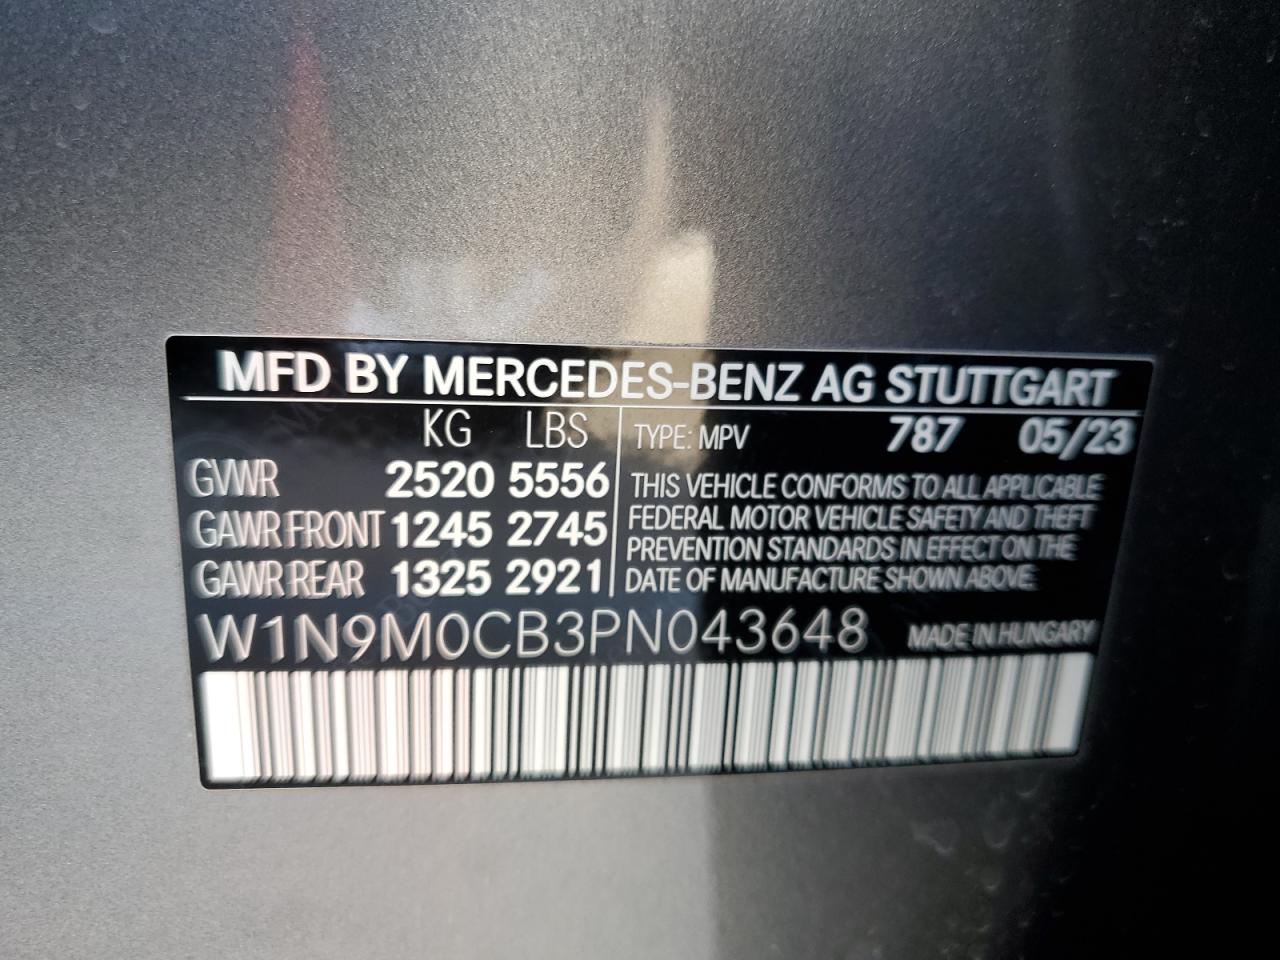 MFD BY MERCEDES-BENZ AG STUTTGART
KG LBS
GVWR 2520 5556
GAWR FRONT 1245 2745
GAWR REAR 1325 2921
TYPE: MPV 787 05/23
THIS VEHICLE CONFORMS TO ALL APPLICABLE
FEDERAL MOTOR VEHICLE SAFETY AND THEFT
PREVENTION STANDARDS IN EFFECT ON THE
DATE OF MANUFACTURE SHOWN ABOVE.
W1N9M0CB3PN043648 MADE IN HUNGARY